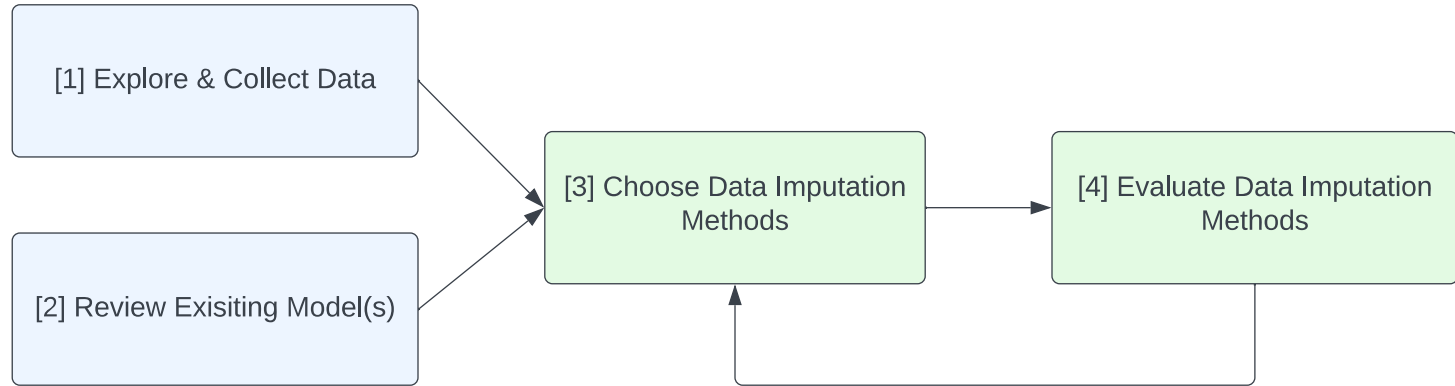 [1] Explore & Collect Data
[2] Review Exisiting Model(s)
[3] Choose Data Imputation
Methods
[4] Evaluate Data Imputation
Methods